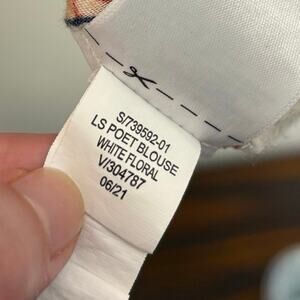 S/739592-01
LS POET BLOUSE
WHITE FLORAL
V/304787
06/21